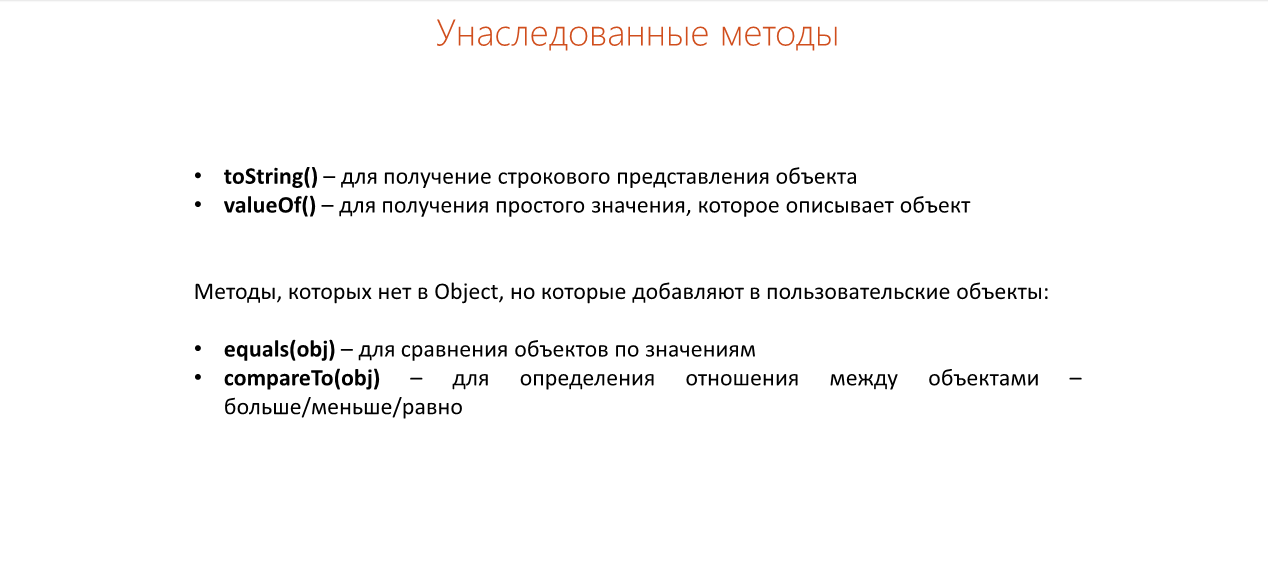 Унаследованные методы
• toString() – для получение строкового представления объекта
• valueOf() – для получения простого значения, которое описывает объект
Методы, которых нет в Object, но которые добавляют в пользовательские объекты:
• equals(obj) – для сравнения объектов по значениям
• compareTo(obj) – для определения отношения между объектами –
больше/меньше/равно